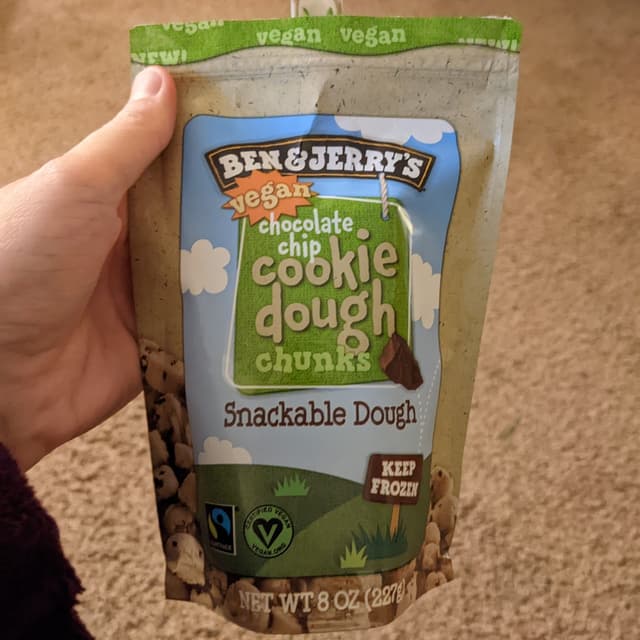 vegan vegan vegan
NEW!
BEN & JERRY'S
vegan
chocolate
chip
cookie
dough
chunks
Snackable Dough
KEEP
FROZEN
CERTIFIED VEGAN
VEGAN.ORG
NET WT 8 OZ (227g)